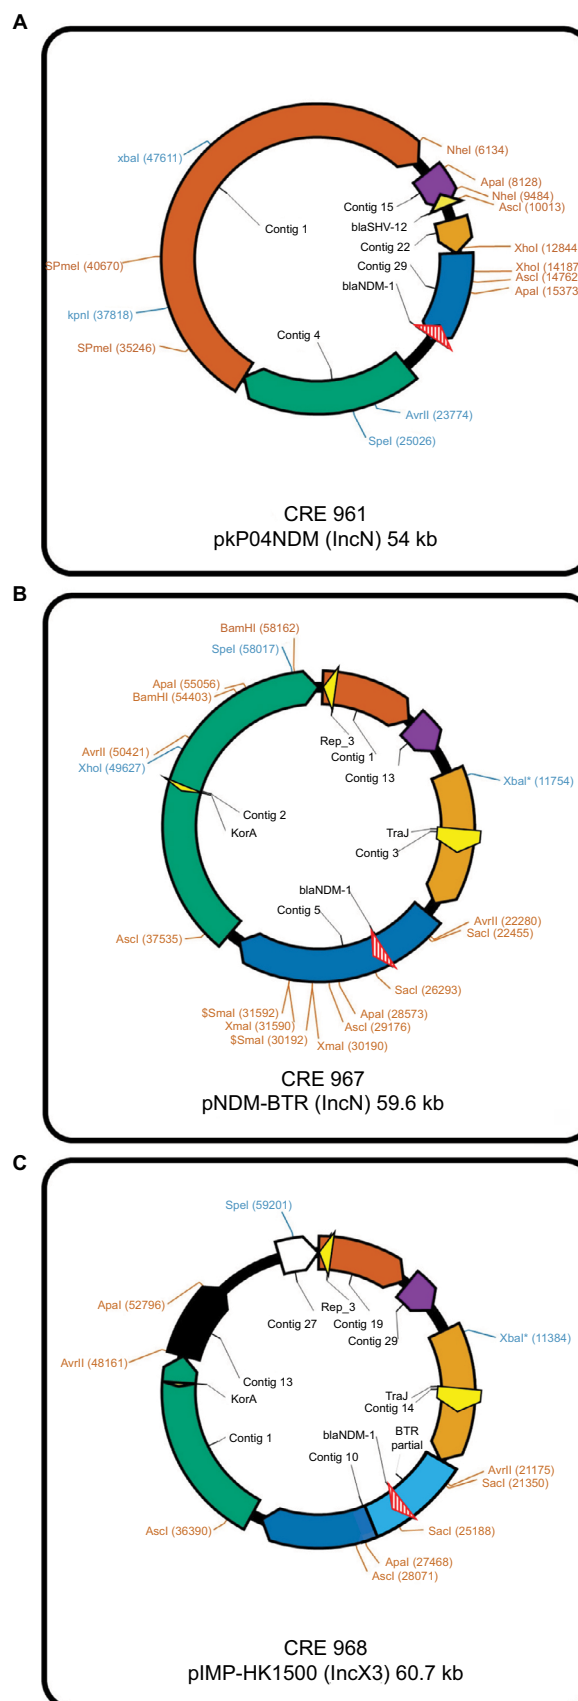 A
NheI (6134)
xbaI (47611)
ApaI (8128)
NheI (9484)
AscI (10013)
Contig 15
blaSHV-12
Contig 1
Contig 22
XhoI (12844
Contig 29
XhoI (14187
AscI (14762
ApaI (15373)
SPmeI (40670)
blaNDM-1
kpnI (37818)
Contig 4
SPmeI (35246)
AvrII (23774)
SpeI (25026)
CRE 961
pkP04NDM (IncN) 54 kb
B
BamHI (58162)
SpeI (58017)
ApaI (55056)
BamHI (54403)
Rep_3
Contig 1
AvrII (50421)
XhoI (49627)
Contig 13
XbaI* (11754)
Contig 2
KorA
TraJ
Contig 3
blaNDM-1
Contig 5
AvrII (22280)
SacI (22455)
AscI (37535)
SacI (26293)
$SmaI (31592)
XmaI (31590)
$SmaI (30192)
ApaI (28573)
AscI (29176)
XmaI (30190)
CRE 967
pNDM-BTR (IncN) 59.6 kb
C
SpeI (59201)
ApaI (52796)
Rep_3
Contig 27
Contig 19
Contig 29
XbaI* (11384)
AvrII (48161)
Contig 13
KorA
TraJ
Contig 14
Contig 1
blaNDM-1
BTR
partial
Contig 10
AvrII (21175)
SacI (21350)
AscI (36390)
SacI (25188)
ApaI (27468)
AscI (28071)
CRE 968
pIMP-HK1500 (IncX3) 60.7 kb